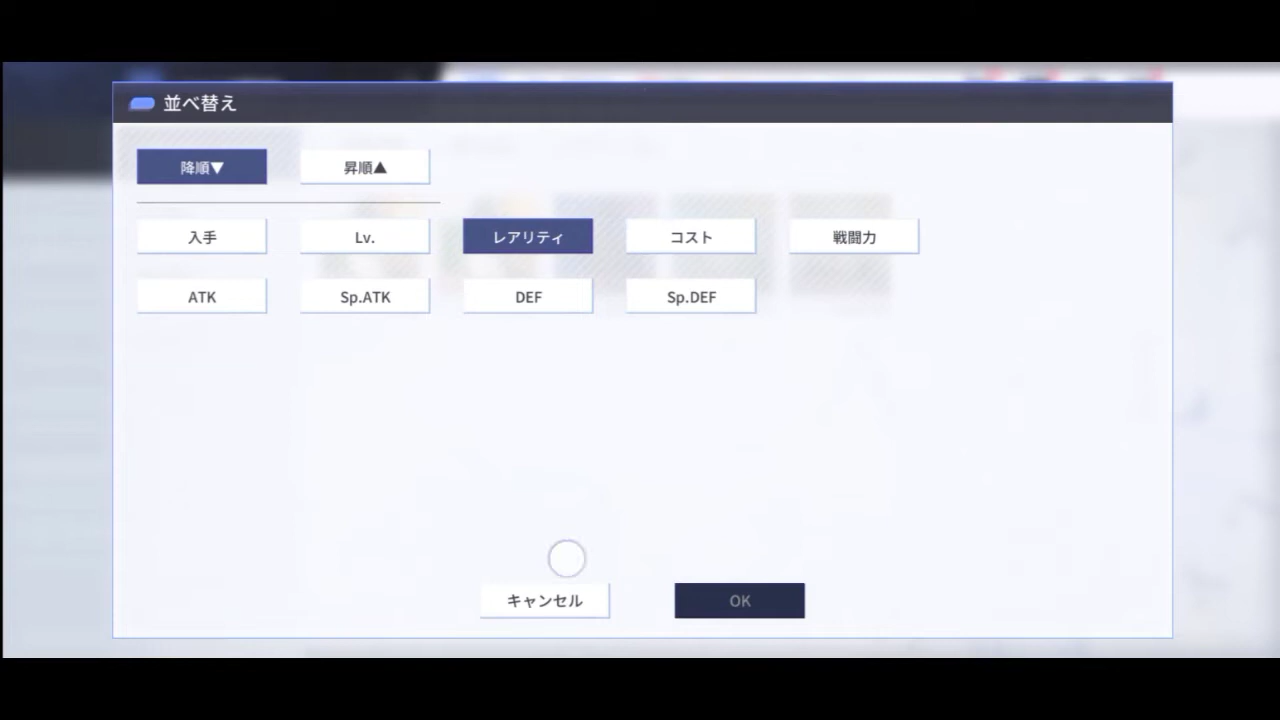 並べ替え
降順▼ 昇順▲
入手 Lv. レアリティ コスト 戦闘力
ATK Sp.ATK DEF Sp.DEF
キャンセル OK